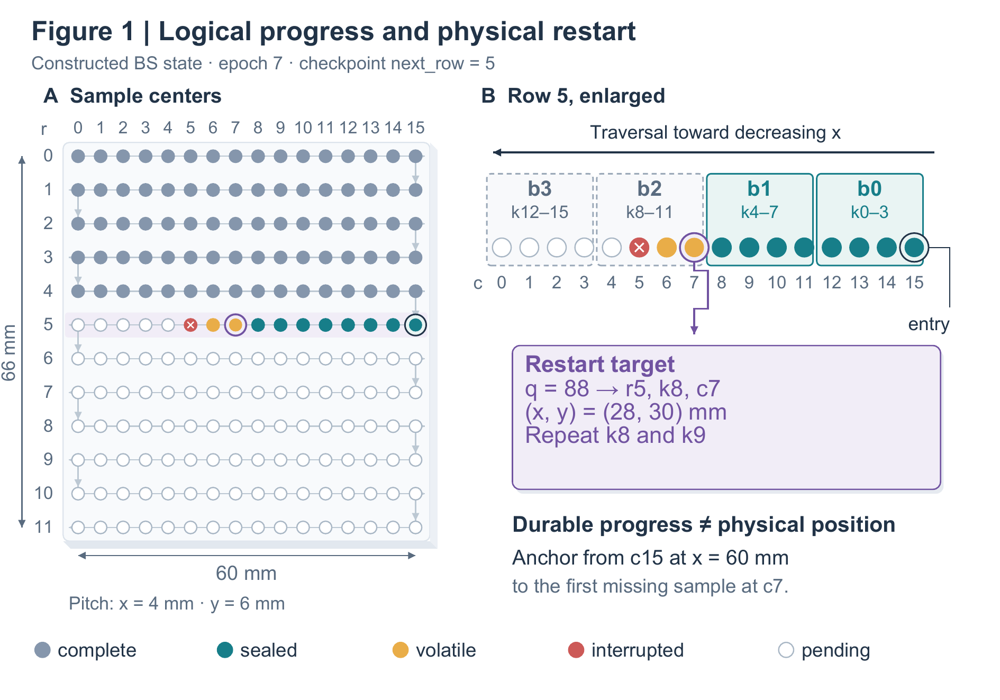 Figure 1 | Logical progress and physical restart
Constructed BS state · epoch 7 · checkpoint next_row = 5
A Sample centers
r 0 1 2 3 4 5 6 7 8 9 10 11 12 13 14 15
0
1
2
3
4
5
6
7
8
9
10
11
66 mm
60 mm
Pitch: x = 4 mm · y = 6 mm
B Row 5, enlarged
Traversal toward decreasing x
b3 b2 b1 b0
k12–15 k8–11 k4–7 k0–3
c 0 1 2 3 4 5 6 7 8 9 10 11 12 13 14 15
entry
Restart target
q = 88 → r5, k8, c7
(x, y) = (28, 30) mm
Repeat k8 and k9
Durable progress ≠ physical position
Anchor from c15 at x = 60 mm
to the first missing sample at c7.
complete sealed volatile interrupted pending